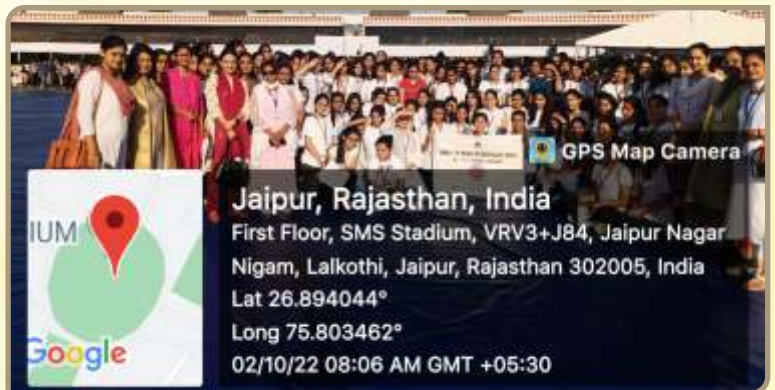 GPS Map Camera
Jaipur, Rajasthan, India
First Floor, SMS Stadium, VRV3+J84, Jaipur Nagar
Nigam, Lalkothi, Jaipur, Rajasthan 302005, India
Lat 26.894044°
Long 75.803462°
02/10/22 08:06 AM GMT +05:30
IUM
Google